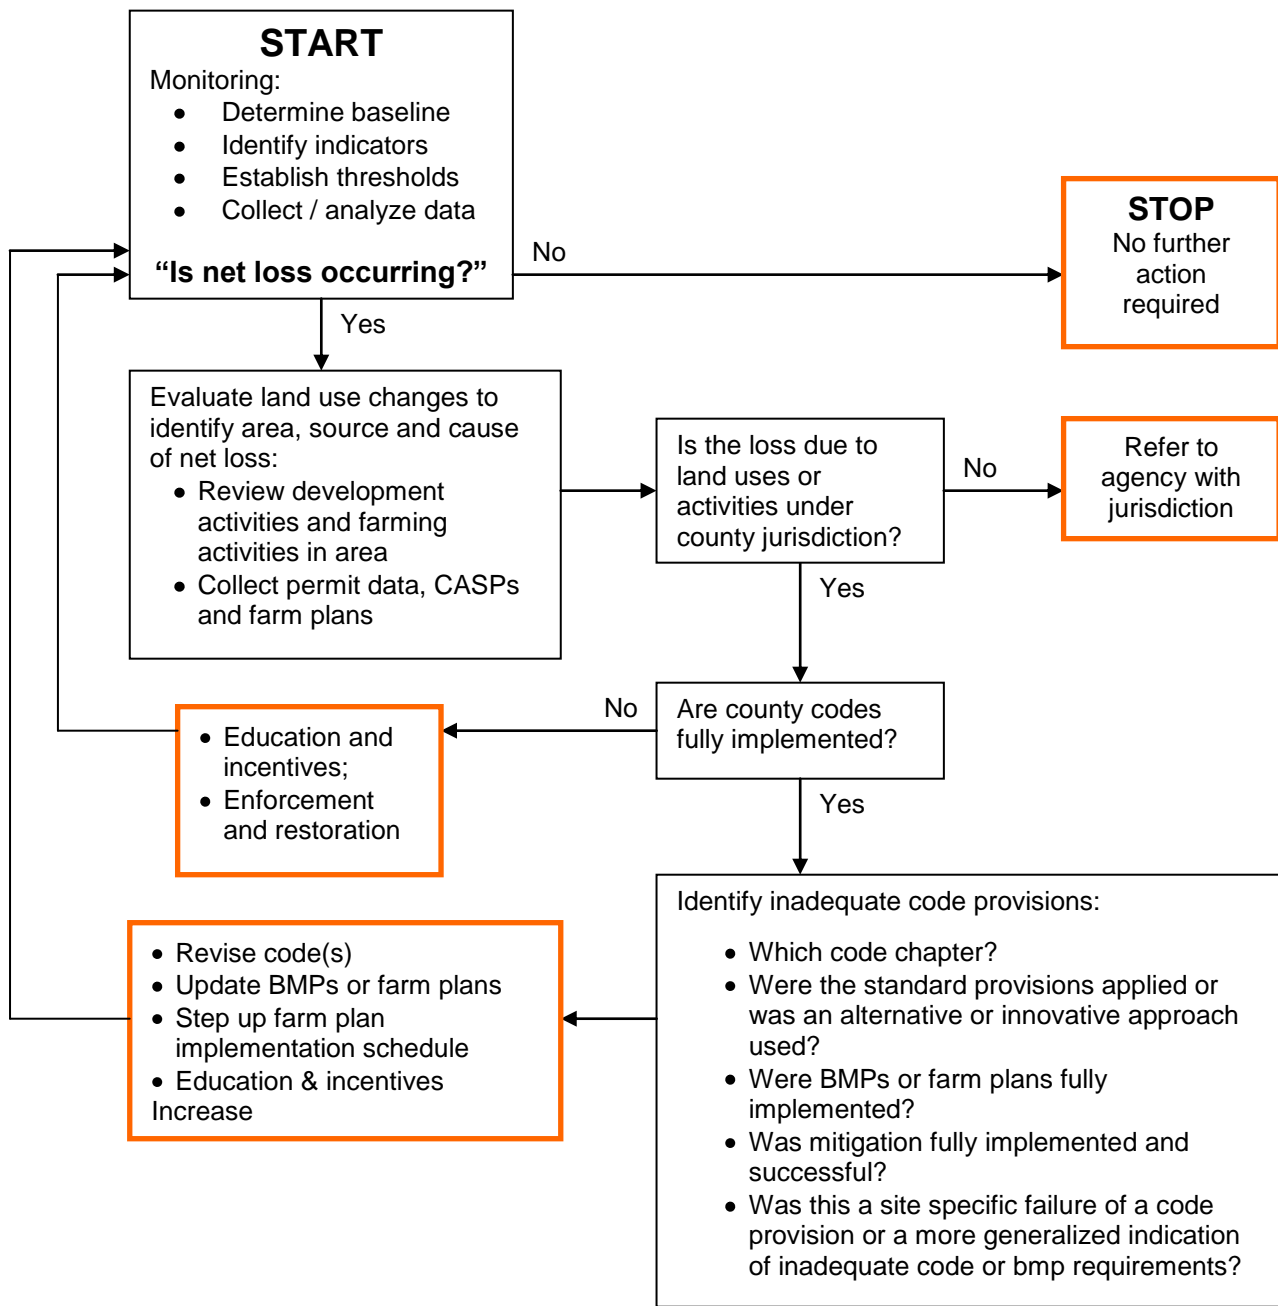 START
Monitoring:
• Determine baseline
• Identify indicators
• Establish thresholds
• Collect / analyze data
“Is net loss occurring?”
No
STOP
No further
action
required
Yes
Evaluate land use changes to
identify area, source and cause
of net loss:
• Review development
activities and farming
activities in area
• Collect permit data, CASPs
and farm plans
Is the loss due to
land uses or
activities under
county jurisdiction?
No
Refer to
agency with
jurisdiction
Yes
Are county codes
fully implemented?
No
• Education and
incentives;
• Enforcement
and restoration
Yes
Identify inadequate code provisions:
• Which code chapter?
• Were the standard provisions applied or
was an alternative or innovative approach
used?
• Were BMPs or farm plans fully
implemented?
• Was mitigation fully implemented and
successful?
• Was this a site specific failure of a code
provision or a more generalized indication
of inadequate code or bmp requirements?
• Revise code(s)
• Update BMPs or farm plans
• Step up farm plan
implementation schedule
• Education & incentives
Increase